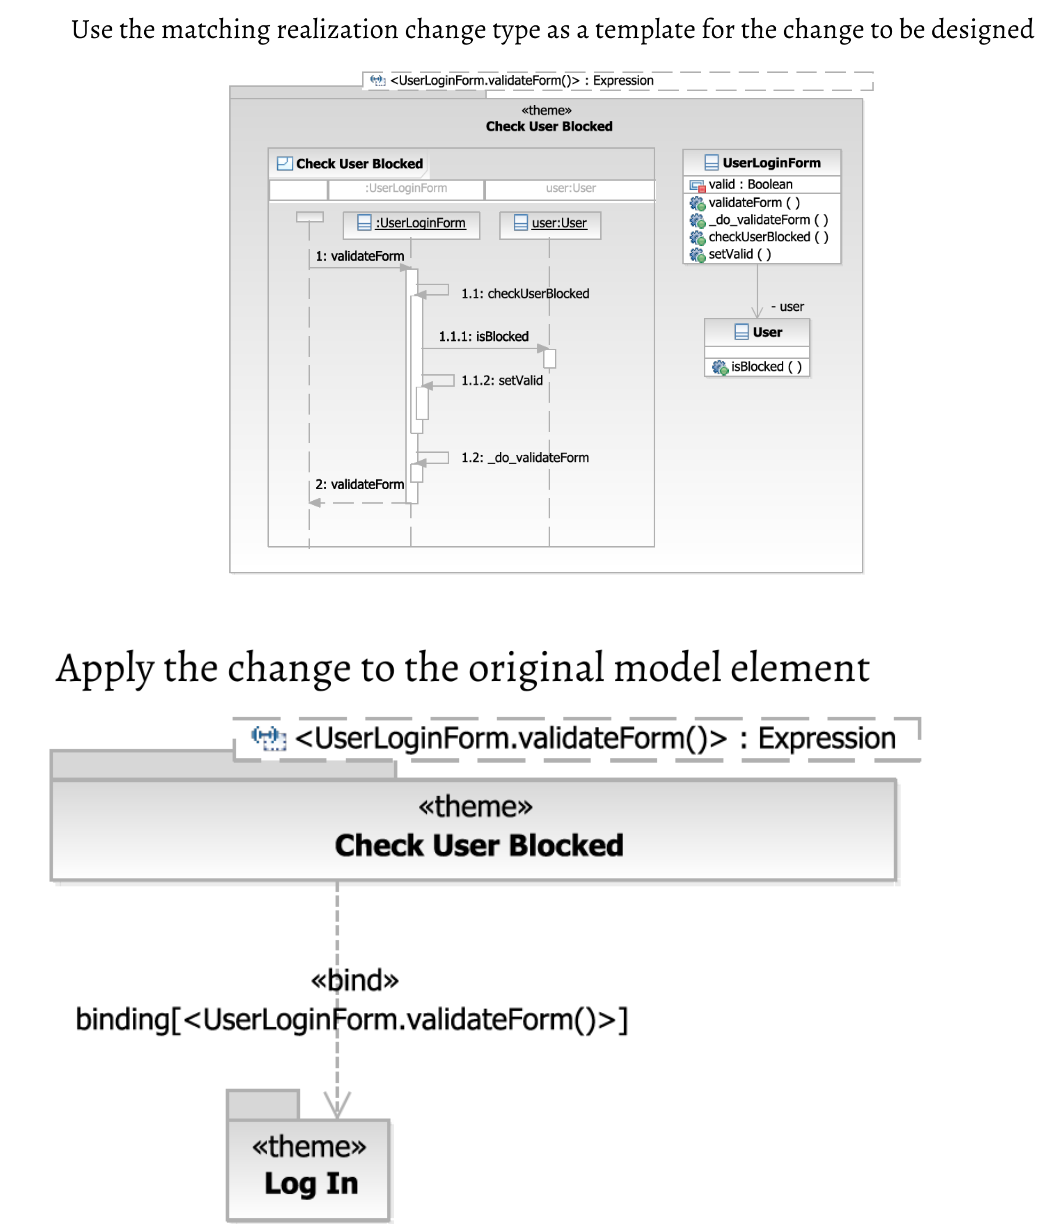 Use the matching realization change type as a template for the change to be designed
<UserLoginForm.validateForm()> : Expression
«theme»
Check User Blocked
Check User Blocked
:UserLoginForm
user:User
:UserLoginForm
user:User
1: validateForm
1.1: checkUserBlocked
1.1.1: isBlocked
1.1.2: setValid
1.2: _do_validateForm
2: validateForm
UserLoginForm
valid : Boolean
validateForm ( )
_do_validateForm ( )
checkUserBlocked ( )
setValid ( )
- user
User
isBlocked ( )
Apply the change to the original model element
<UserLoginForm.validateForm()> : Expression
«theme»
Check User Blocked
«bind»
binding[<UserLoginForm.validateForm()>]
«theme»
Log In